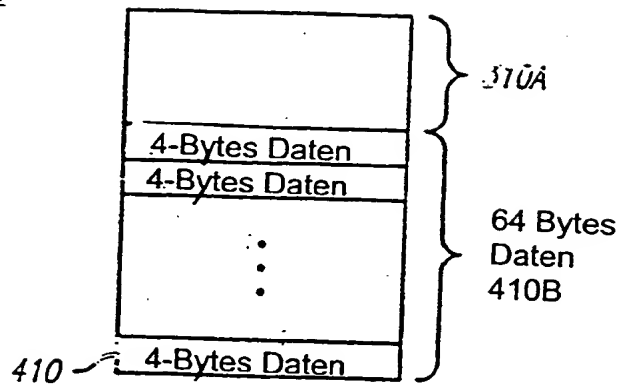 310A
4-Bytes Daten
4-Bytes Daten
64 Bytes
Daten
410B
410
4-Bytes Daten